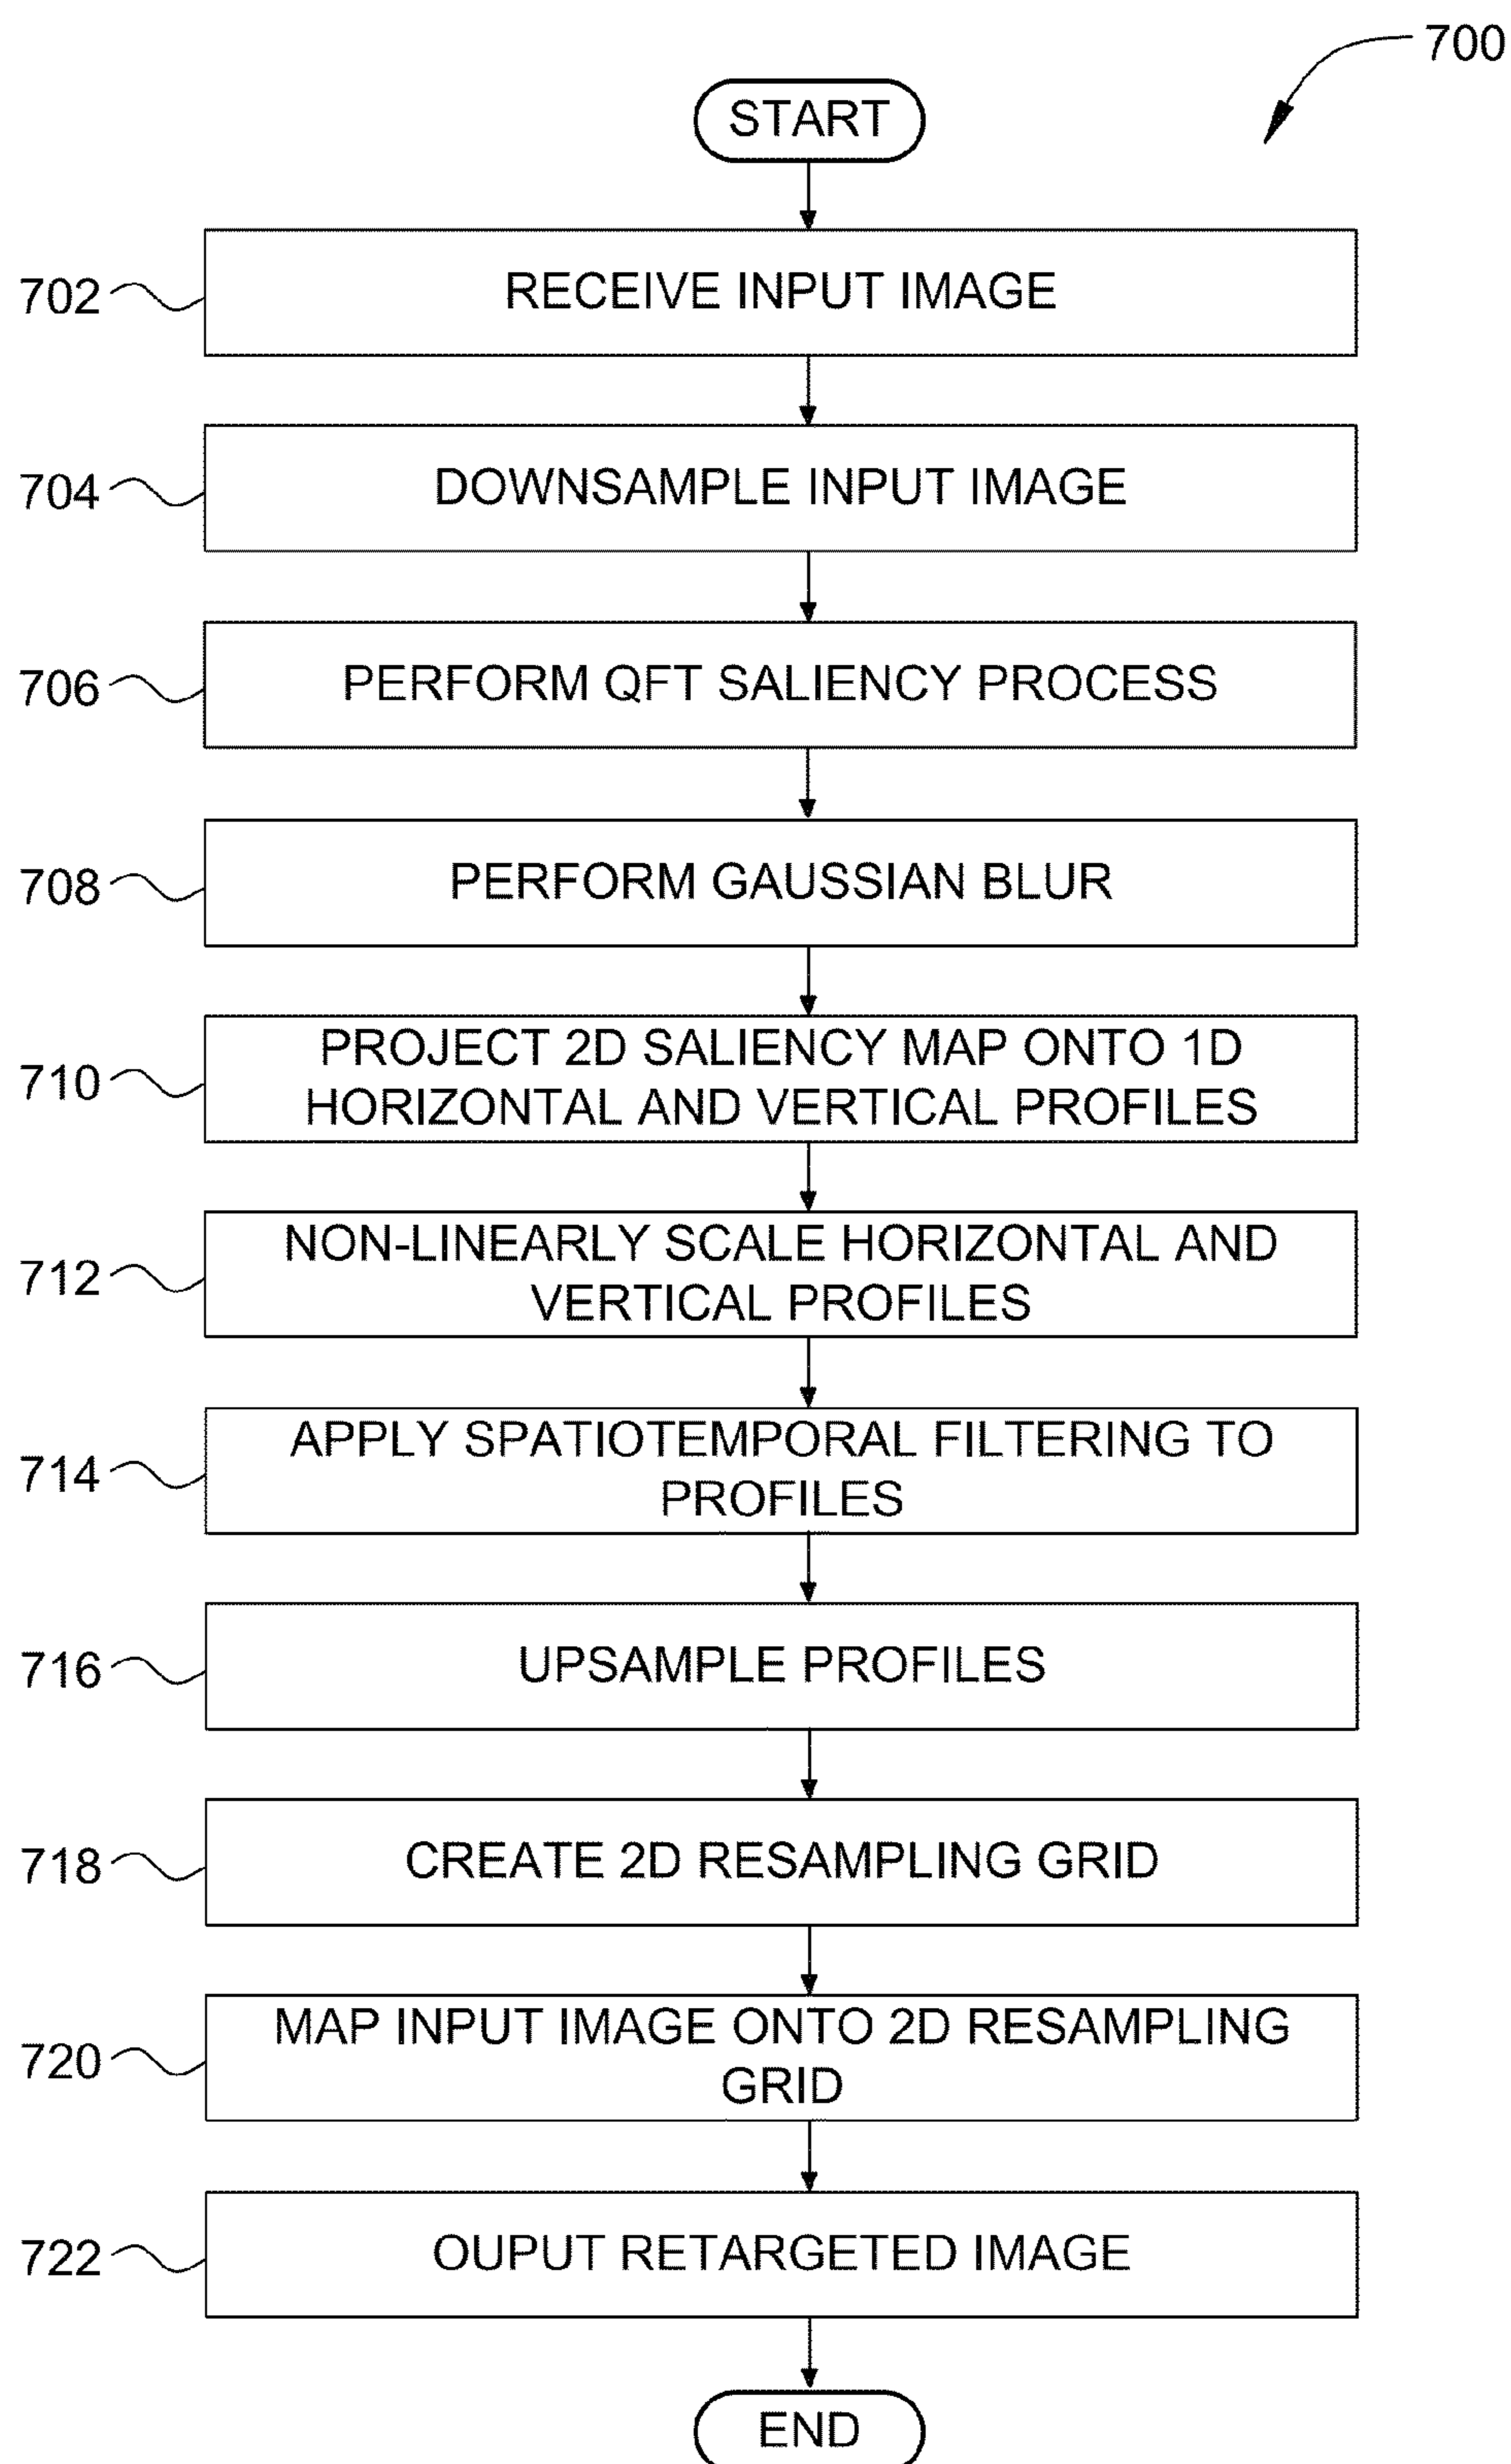 700
START
702
RECEIVE INPUT IMAGE
704
DOWNSAMPLE INPUT IMAGE
706
PERFORM QFT SALIENCY PROCESS
708
PERFORM GAUSSIAN BLUR
710
PROJECT 2D SALIENCY MAP ONTO 1D
HORIZONTAL AND VERTICAL PROFILES
712
NON-LINEARLY SCALE HORIZONTAL AND
VERTICAL PROFILES
714
APPLY SPATIOTEMPORAL FILTERING TO
PROFILES
716
UPSAMPLE PROFILES
718
CREATE 2D RESAMPLING GRID
720
MAP INPUT IMAGE ONTO 2D RESAMPLING
GRID
722
OUPUT RETARGETED IMAGE
END